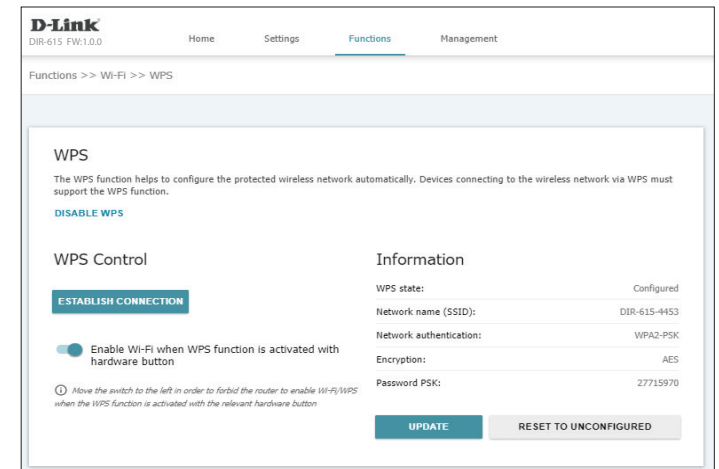 D-Link
DIR-615 FW:1.0.0
Home Settings Functions Management
Functions >> Wi-Fi >> WPS
WPS
The WPS function helps to configure the protected wireless network automatically. Devices connecting to the wireless network via WPS must
support the WPS function.
DISABLE WPS
WPS Control
ESTABLISH CONNECTION
Enable Wi-Fi when WPS function is activated with
hardware button
Move the switch to the left in order to forbid the router to enable Wi-Fi/WPS
when the WPS function is activated with the relevant hardware button
Information
WPS state: Configured
Network name (SSID): DIR-615-4453
Network authentication: WPA2-PSK
Encryption: AES
Password PSK: 27715970
UPDATE RESET TO UNCONFIGURED